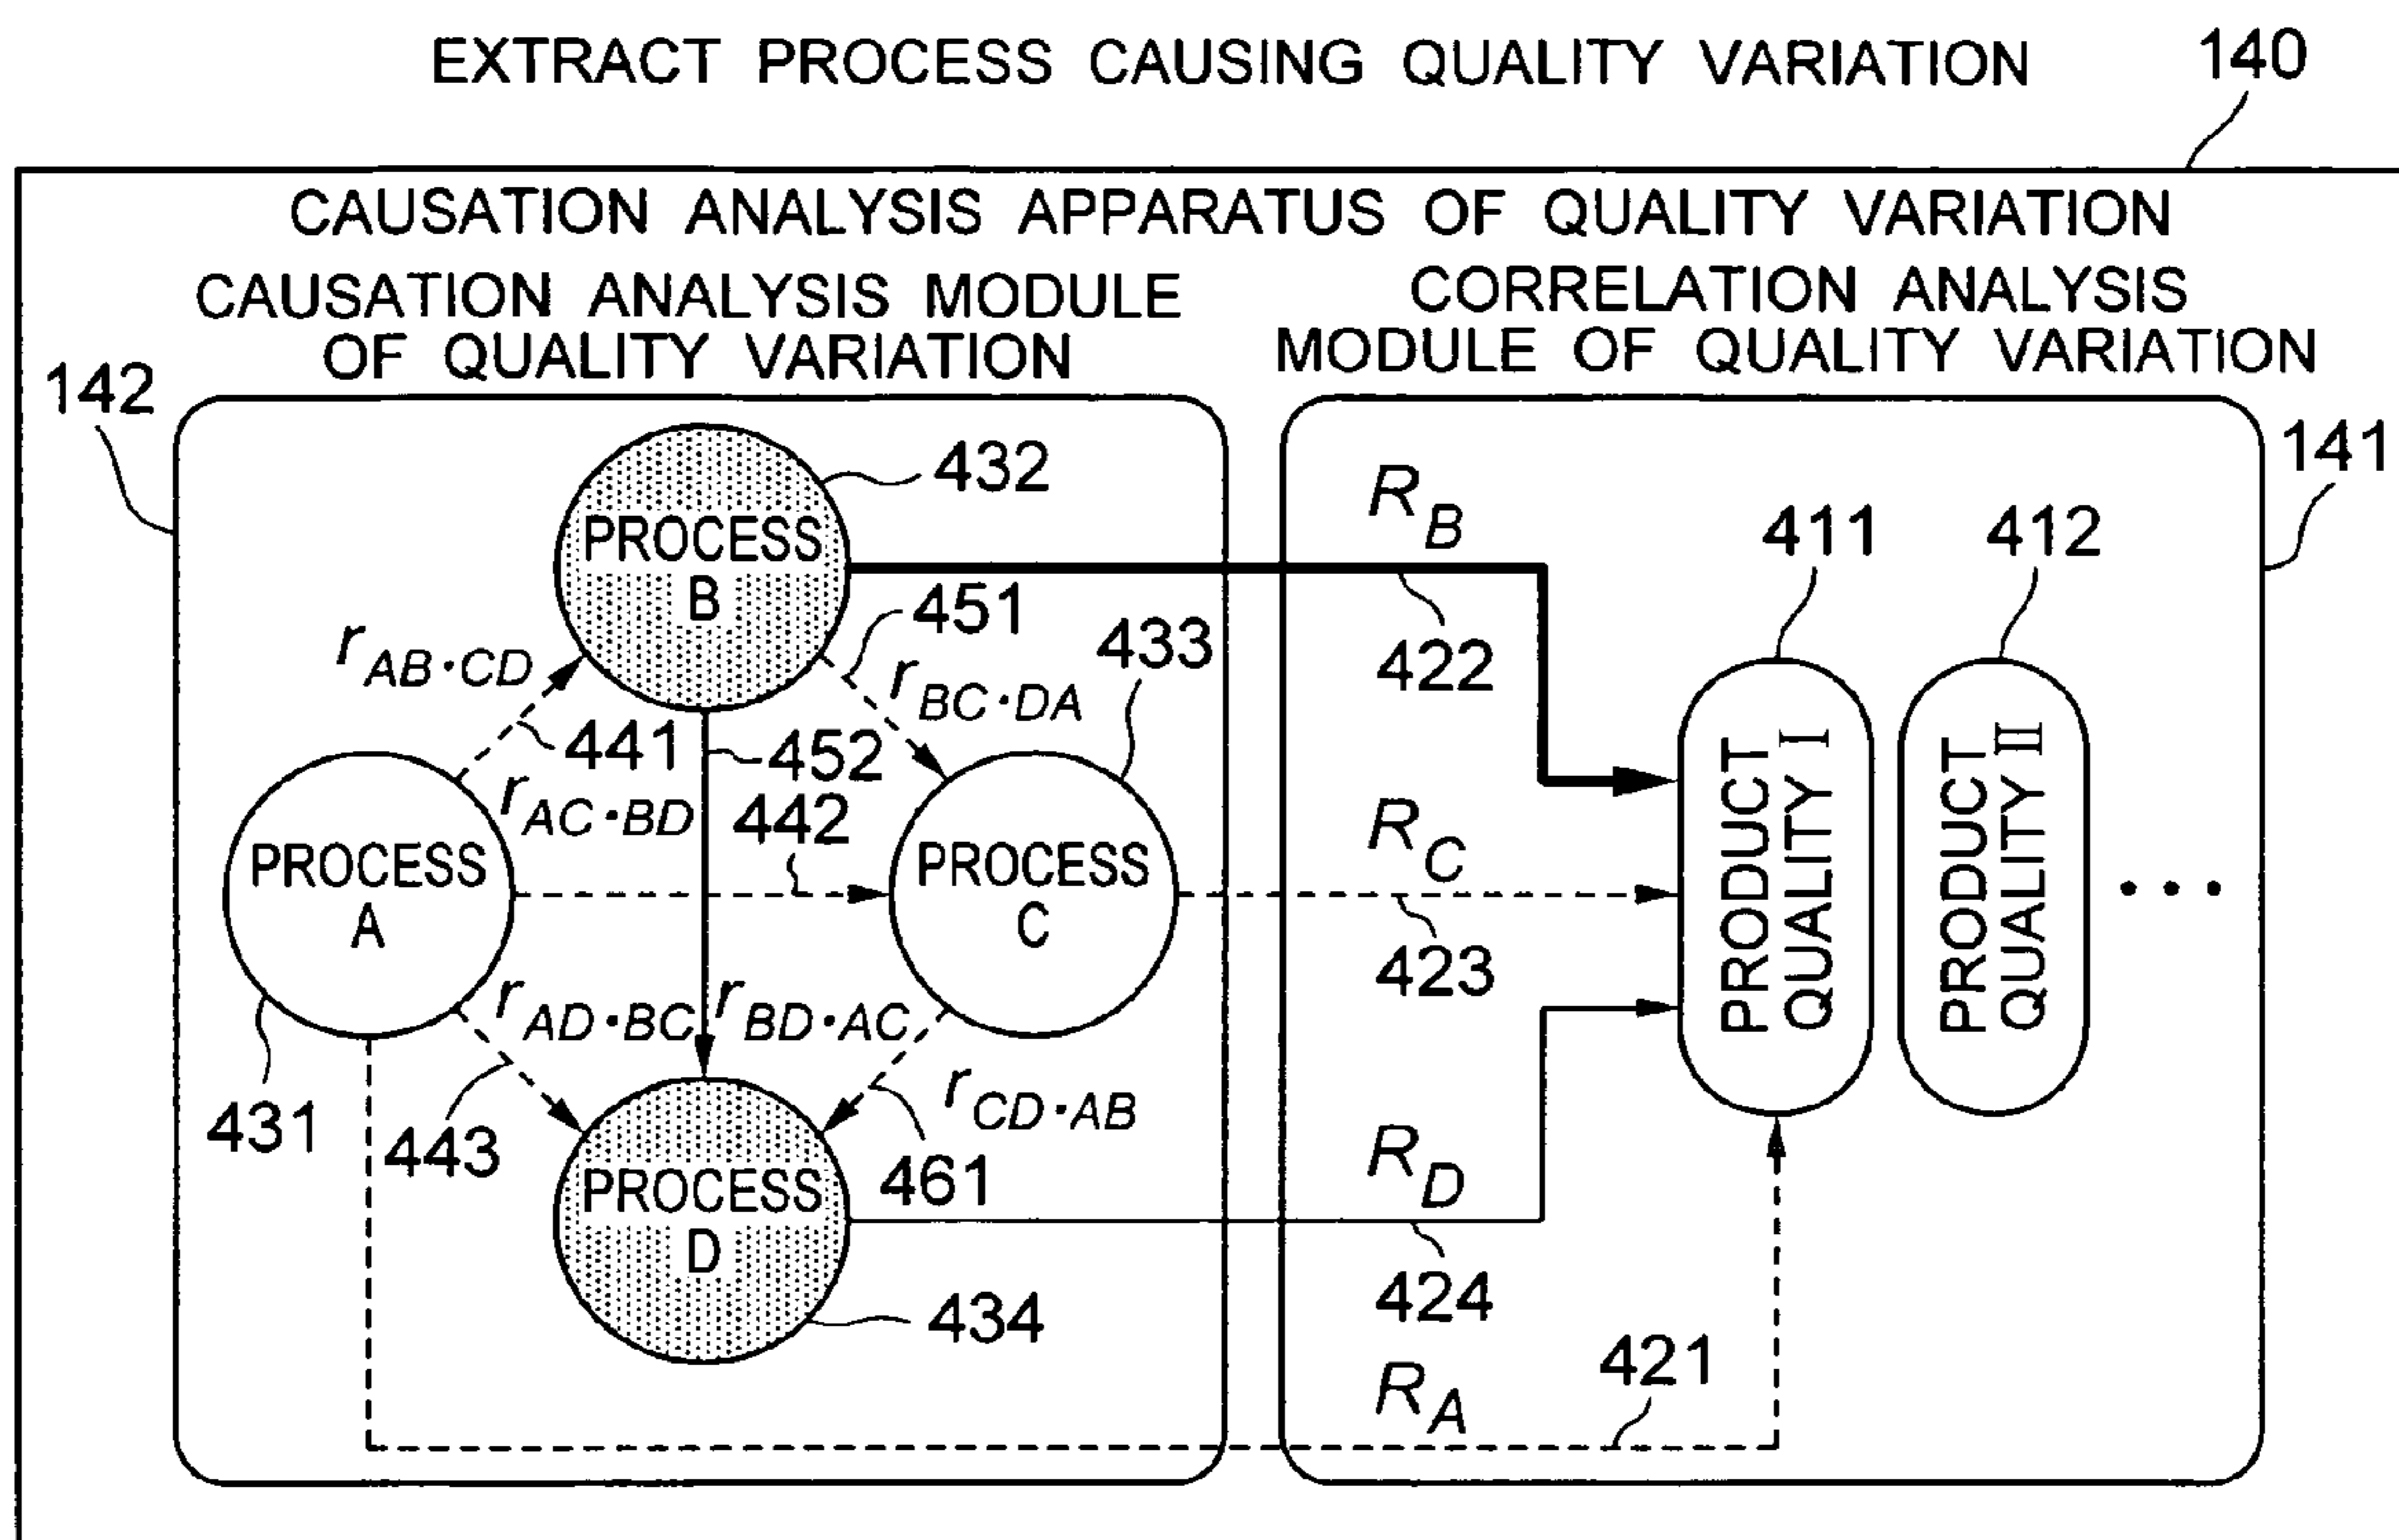 EXTRACT PROCESS CAUSING QUALITY VARIATION
140
CAUSATION ANALYSIS APPARATUS OF QUALITY VARIATION
CAUSATION ANALYSIS MODULE
OF QUALITY VARIATION
CORRELATION ANALYSIS
MODULE OF QUALITY VARIATION
142
141
432
PROCESS
B
R_B
422
411
412
451
433
r_AB·CD
r_BC·DA
441
452
r_AC·BD
442
PROCESS
A
PROCESS
C
R_C
423
PRODUCT
QUALITY I
PRODUCT
QUALITY II
...
r_AD·BC
r_BD·AC
431
443
461
r_CD·AB
PROCESS
D
R_D
424
434
R_A
421